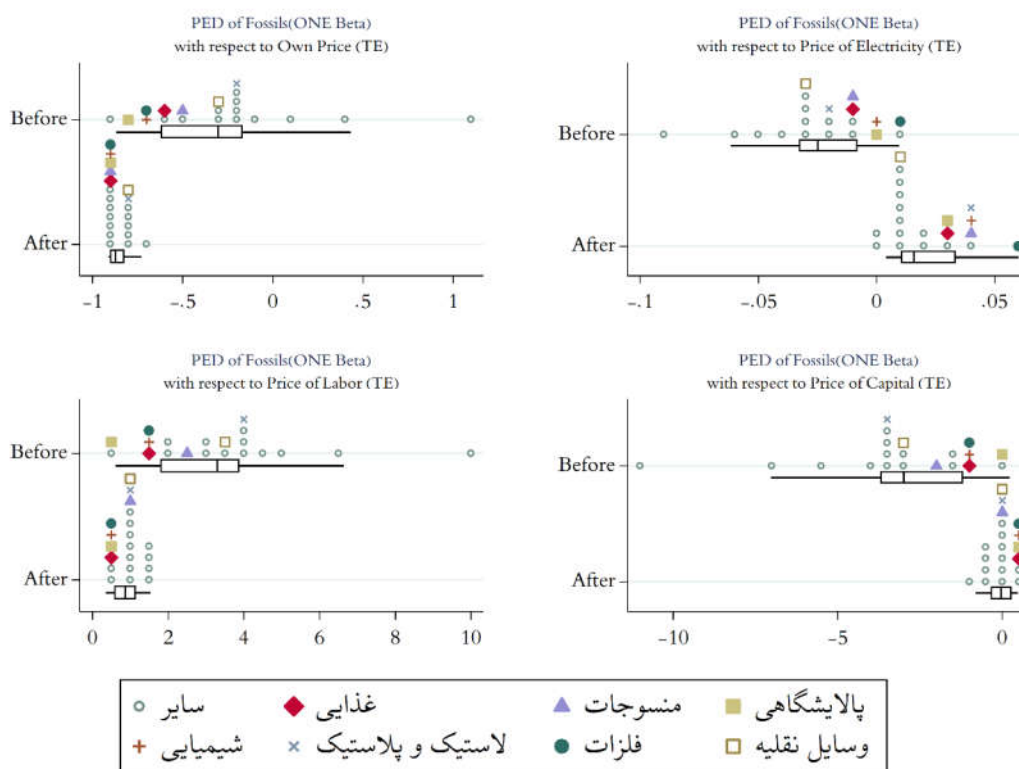 PED of Fossils(ONE Beta)
with respect to Own Price (TE)
Before
After
-1 -.5 0 .5 1
PED of Fossils(ONE Beta)
with respect to Price of Electricity (TE)
Before
After
-.1 -.05 0 .05
PED of Fossils(ONE Beta)
with respect to Price of Labor (TE)
Before
After
0 2 4 6 8 10
PED of Fossils(ONE Beta)
with respect to Price of Capital (TE)
Before
After
-10 -5 0
سایر غذایی منسوجات پالایشگاهی
شیمیایی لاستیک و پلاستیک فلزات وسایل نقلیه